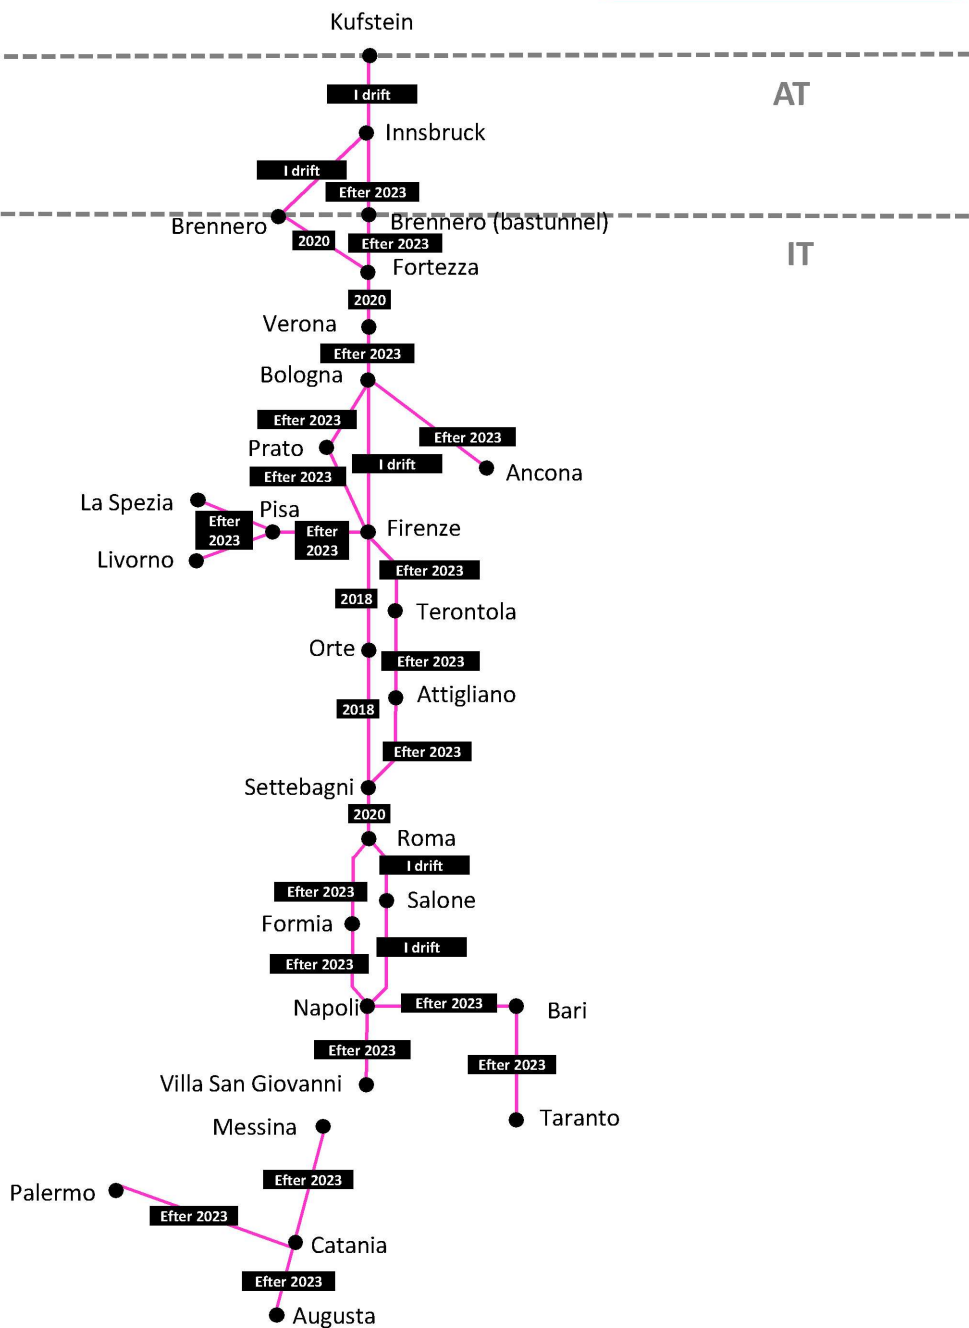 Kufstein
AT
I drift
Innsbruck
I drift
Efter 2023
Brennero
Brennero (bastunnel)
2020
Efter 2023
IT
Fortezza
2020
Verona
Efter 2023
Bologna
Efter 2023
Efter 2023
Prato
I drift
Ancona
Efter 2023
La Spezia
Pisa
Efter
2023
Efter
2023
Firenze
Livorno
Efter 2023
2018
Terontola
Orte
Efter 2023
Attigliano
2018
Efter 2023
Settebagni
2020
Roma
I drift
Efter 2023
Salone
Formia
I drift
Efter 2023
Napoli
Efter 2023
Bari
Efter 2023
Efter 2023
Villa San Giovanni
Taranto
Messina
Efter 2023
Palermo
Efter 2023
Catania
Efter 2023
Augusta